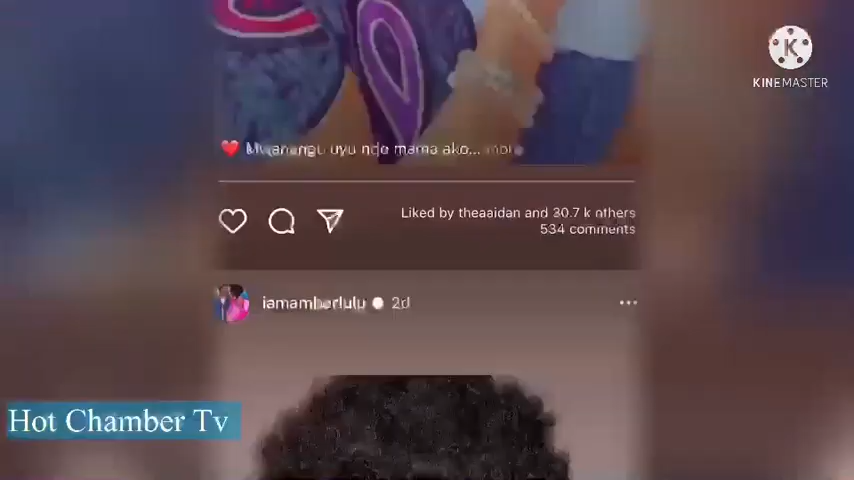 KINEMASTER
uyu nde mama ako... more
Liked by theaaidan and 30.7 k others
534 comments
iamamberlulu 2d
Hot Chamber Tv